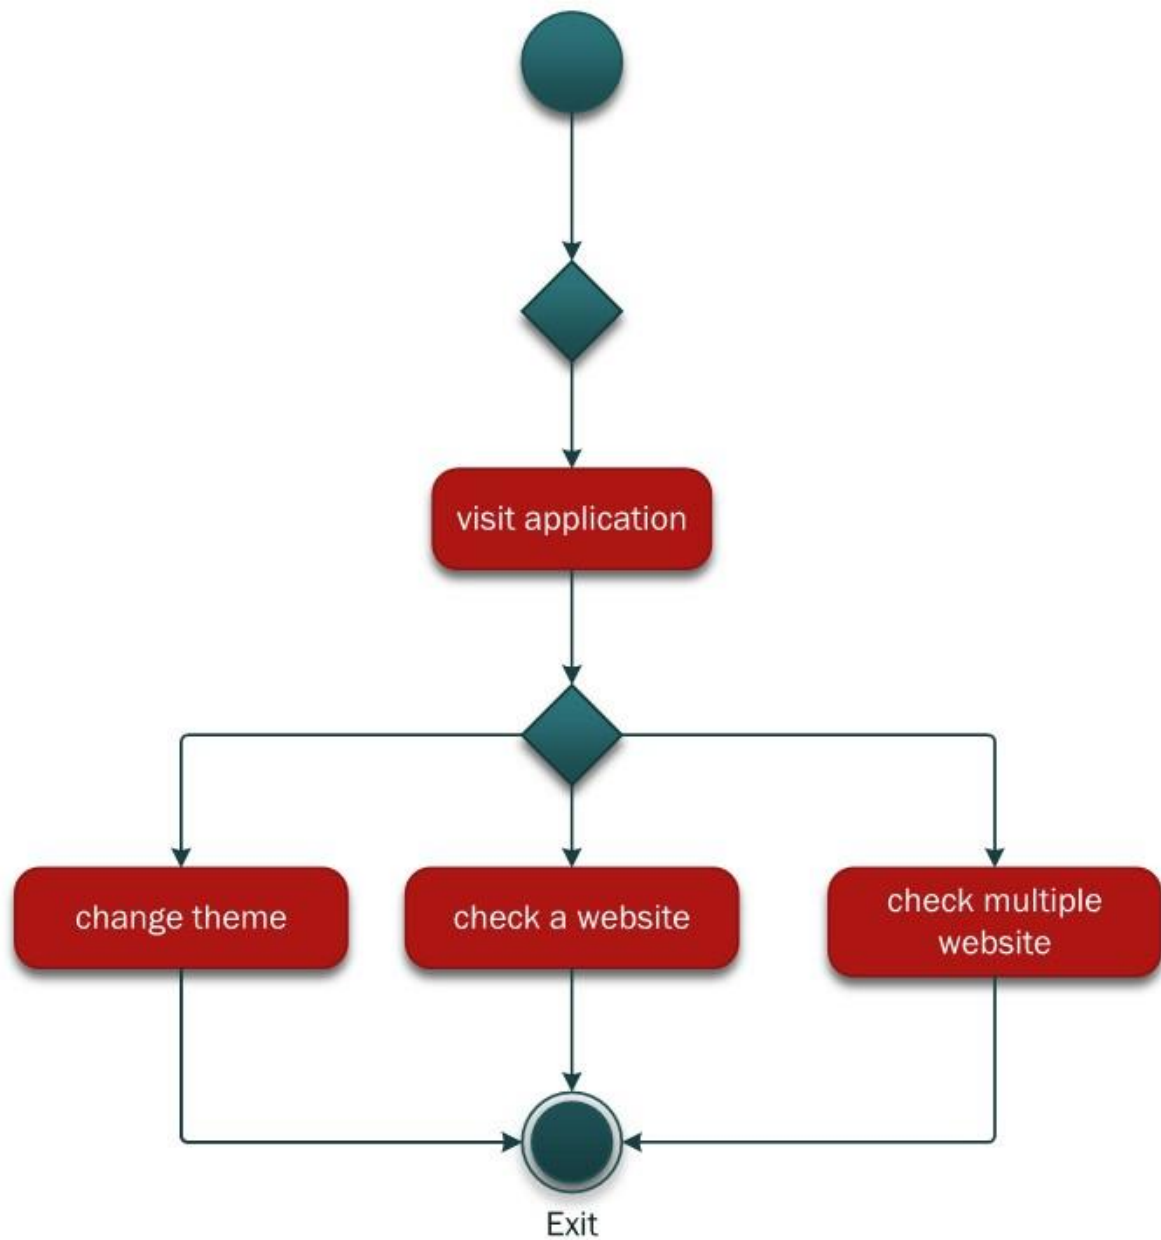 visit application
change theme
check a website
check multiple
website
Exit